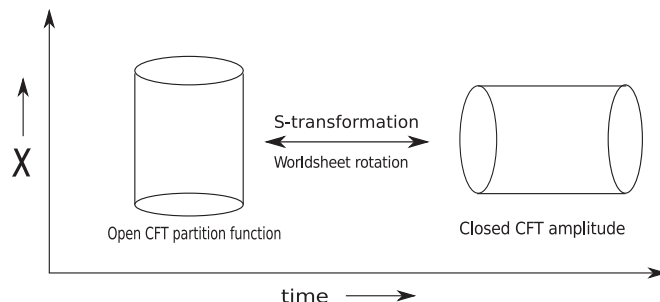 S-transformation
Worldsheet rotation
X
Open CFT partition function
Closed CFT amplitude
time